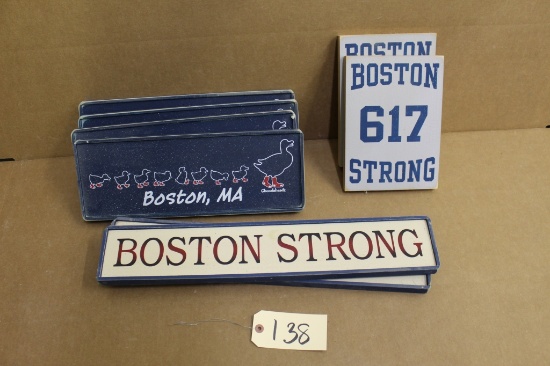 BOSTON
BOSTON
617
STRONG
Boston, MA
BOSTON STRONG
138